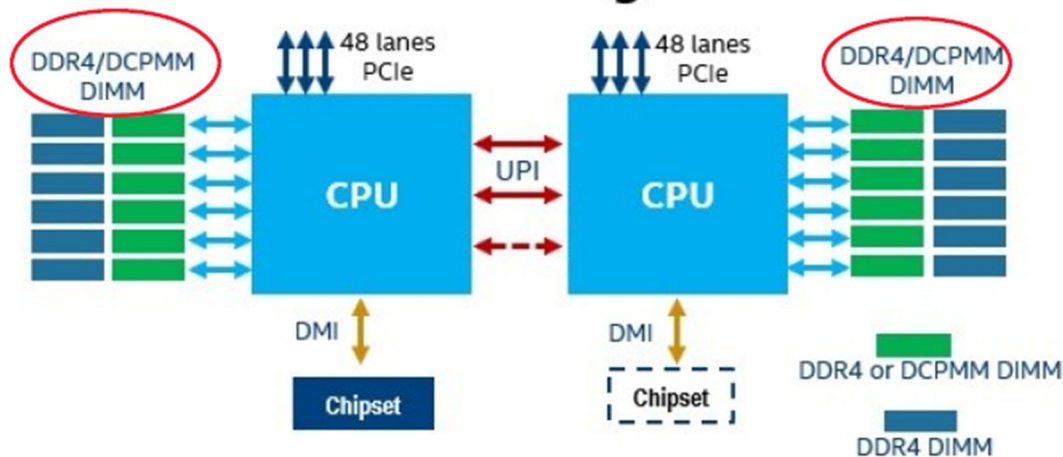 48 lanes
PCIe
48 lanes
PCIe
DDR4/DCPMM
DIMM
DDR4/DCPMM
DIMM
CPU
UPI
CPU
DMI
DMI
Chipset
Chipset
DDR4 or DCPMM DIMM
DDR4 DIMM